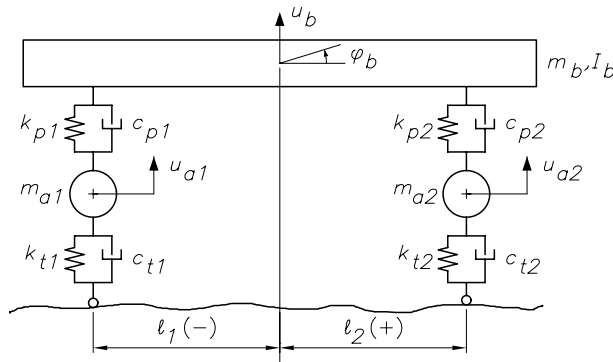 u_b
φ_b
m_b, I_b
k_p1
c_p1
k_p2
c_p2
u_a1
m_a1
u_a2
m_a2
k_t1
c_t1
k_t2
c_t2
ℓ_1(-)
ℓ_2(+)